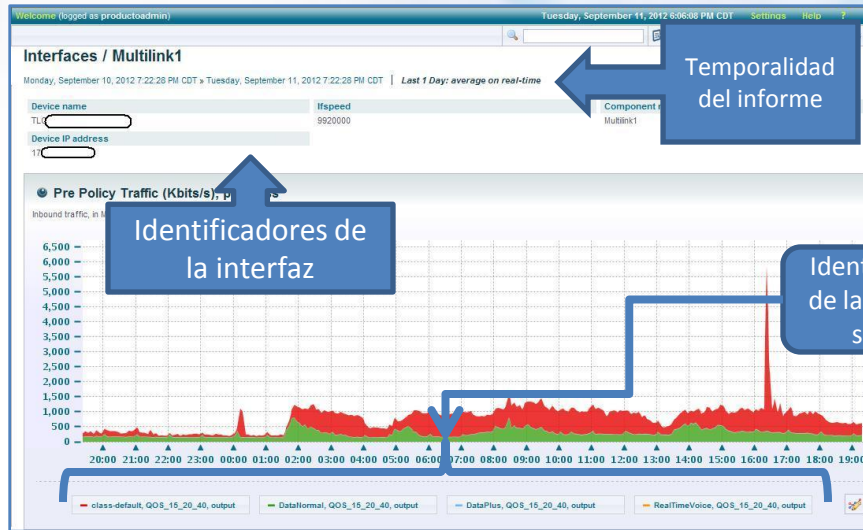 Welcome (logged as productoadmin)
Tuesday, September 11, 2012 6:06:08 PM CDT Settings Help ?
Interfaces / Multilink1
Monday, September 10, 2012 7:22:28 PM CDT » Tuesday, September 11, 2012 7:22:28 PM CDT | Last 1 Day: average on real-time
Temporalidad
del informe
Device name
Ifspeed
Component
TLC
9920000
Multilink1
Device IP address
17
Identificadores de
la interfaz
Pre Policy Traffic (Kbits/s),
Inbound traffic, in
6,500
6,000
5,500
5,000
4,500
4,000
3,500
3,000
2,500
2,000
1,500
1,000
500
0
de la
20:00 21:00 22:00 23:00 00:00 01:00 02:00 03:00 04:00 05:00 06:00 07:00 08:00 09:00 10:00 11:00 12:00 13:00 14:00 15:00 16:00 17:00 18:00 19:00
class-default, QOS_15_20_40, output
DataNormal, QOS_15_20_40, output
DataPlus, QOS_15_20_40, output
RealTimeVoice, QOS_15_20_40, output